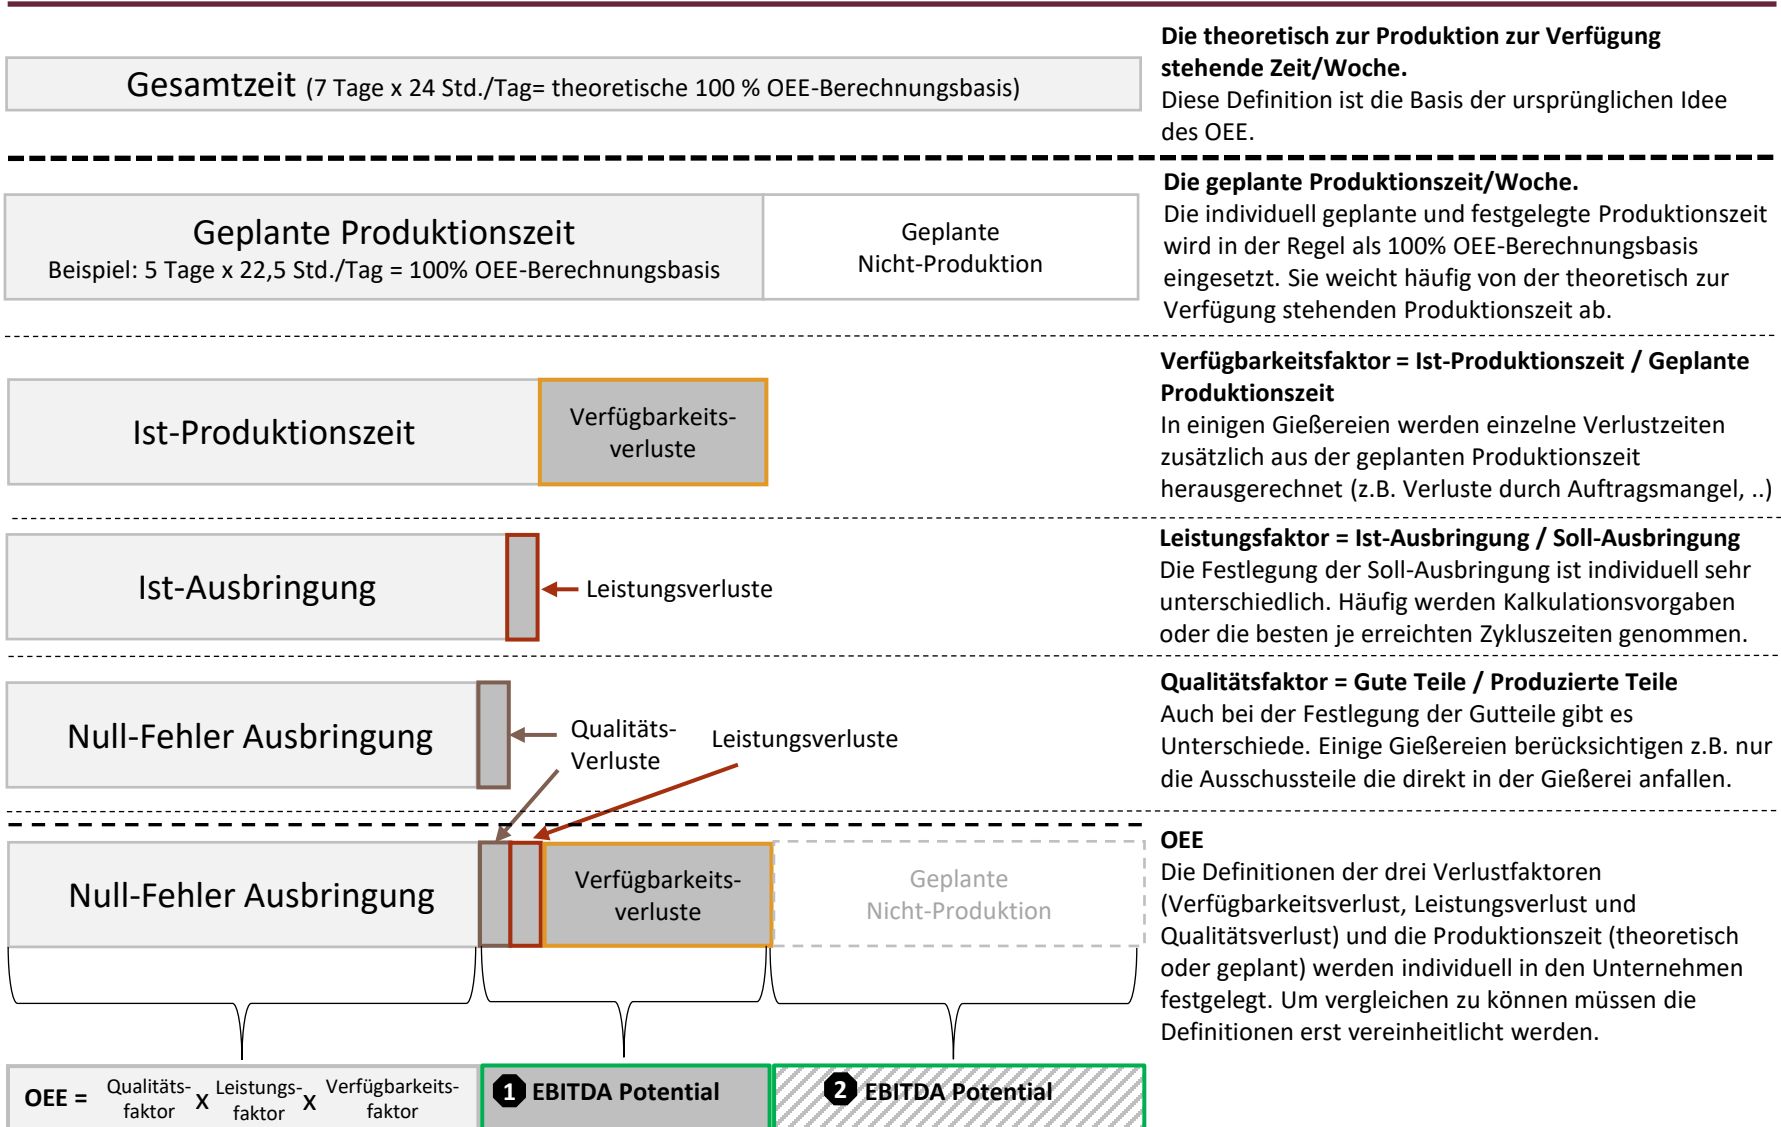 Gesamtzeit (7 Tage x 24 Std./Tag= theoretische 100 % OEE-Berechnungsbasis)
Die theoretisch zur Produktion zur Verfügung
stehende Zeit/Woche.
Diese Definition ist die Basis der ursprünglichen Idee
des OEE.
Geplante Produktionszeit
Beispiel: 5 Tage x 22,5 Std./Tag = 100% OEE-Berechnungsbasis
Geplante
Nicht-Produktion
Die geplante Produktionszeit/Woche.
Die individuell geplante und festgelegte Produktionszeit
wird in der Regel als 100% OEE-Berechnungsbasis
eingesetzt. Sie weicht häufig von der theoretisch zur
Verfügung stehenden Produktionszeit ab.
Ist-Produktionszeit
Verfügbarkeits-
verluste
Verfügbarkeitsfaktor = Ist-Produktionszeit / Geplante
Produktionszeit
In einigen Gießereien werden einzelne Verlustzeiten
zusätzlich aus der geplanten Produktionszeit
herausgerechnet (z.B. Verluste durch Auftragsmangel, ..)
Ist-Ausbringung
Leistungsverluste
Leistungsfaktor = Ist-Ausbringung / Soll-Ausbringung
Die Festlegung der Soll-Ausbringung ist individuell sehr
unterschiedlich. Häufig werden Kalkulationsvorgaben
oder die besten je erreichten Zykluszeiten genommen.
Null-Fehler Ausbringung
Qualitäts-
Verluste
Leistungsverluste
Qualitätsfaktor = Gute Teile / Produzierte Teile
Auch bei der Festlegung der Gutteile gibt es
Unterschiede. Einige Gießereien berücksichtigen z.B. nur
die Ausschussteile die direkt in der Gießerei anfallen.
Null-Fehler Ausbringung
Verfügbarkeits-
verluste
Geplante
Nicht-Produktion
OEE
Die Definitionen der drei Verlustfaktoren
(Verfügbarkeitsverlust, Leistungsverlust und
Qualitätsverlust) und die Produktionszeit (theoretisch
oder geplant) werden individuell in den Unternehmen
festgelegt. Um vergleichen zu können müssen die
Definitionen erst vereinheitlicht werden.
OEE = Qualitäts-faktor X Leistungs-faktor X Verfügbarkeits-faktor
1 EBITDA Potential
2 EBITDA Potential